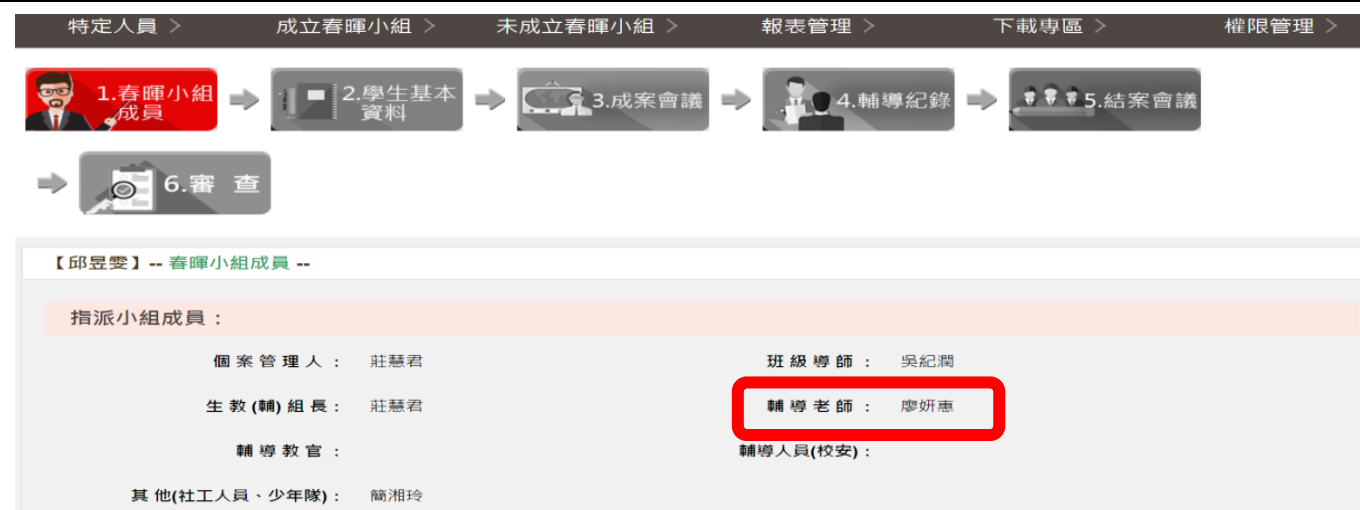 特定人員 > 成立春暉小組 > 未成立春暉小組 > 報表管理 > 下載專區 > 權限管理 >
1.春暉小組成員 2.學生基本資料 3.成案會議 4.輔導紀錄 5.結案會議
6.審 查
【邱昱雯】-- 春暉小組成員 --
指派小組成員：
個案管理人： 莊慧君 班級導師： 吳紀潤
生教(輔)組長： 莊慧君 輔導老師： 廖妍惠
輔導教官： 輔導人員(校安)：
其他(社工人員、少年隊)： 簡湘玲